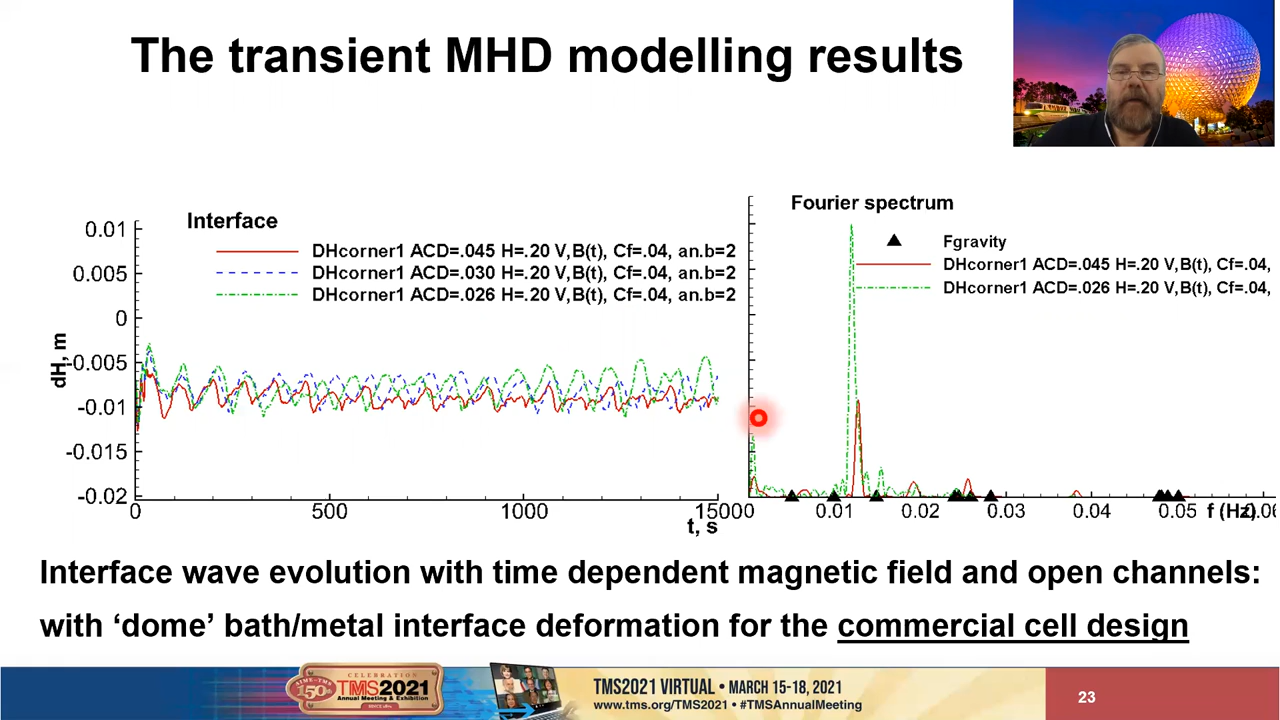 The transient MHD modelling results
Interface
DHcorner1 ACD=.045 H=.20 V,B(t), Cf=.04, an.b=2
DHcorner1 ACD=.030 H=.20 V,B(t), Cf=.04, an.b=2
DHcorner1 ACD=.026 H=.20 V,B(t), Cf=.04, an.b=2
0.01
0.005
0
-0.005
-0.01
-0.015
-0.02
dH, m
0 500 1000 1500
t, s
Fourier spectrum
Fgravity
DHcorner1 ACD=.045 H=.20 V,B(t), Cf=.04,
DHcorner1 ACD=.026 H=.20 V,B(t), Cf=.04,
0 0.01 0.02 0.03 0.04 0.05 0.06
f (Hz)
Interface wave evolution with time dependent magnetic field and open channels:
with ‘dome’ bath/metal interface deformation for the commercial cell design
CELEBRATION
150th
TMS2021
Annual Meeting & Exhibition
TMS2021 VIRTUAL • MARCH 15-18, 2021
www.tms.org/TMS2021 • #TMSAnnualMeeting
23